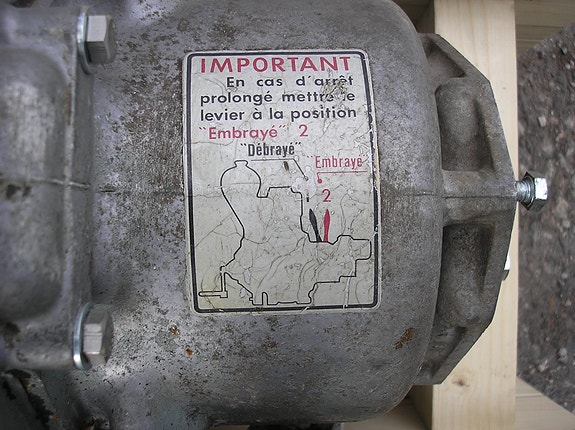 IMPORTANT
En cas d'arrêt
prolongé mettre le
levier à la position
"Embrayé" 2
"Débrayé"
"Embrayé
2